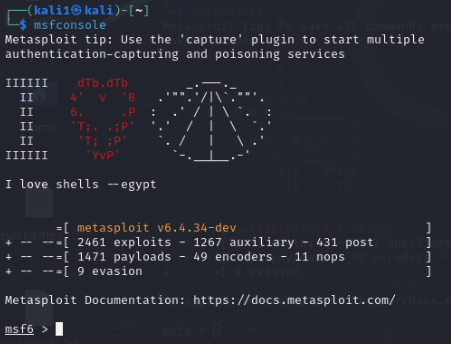 ┌──(kali1㉿kali)-[~]
└─$ msfconsole
Metasploit tip: Use the 'capture' plugin to start multiple
authentication-capturing and poisoning services

IIIIII    dTb.dTb        _.---._
  II     4'  v  'B   .'"".'/|\`.""'.
  II     6.     .P  :  .' / | \ `.  :
  II     'T;. .;P'  '.'  /  |  \  `.'
  II      'T; ;P'    `. /   |   \ .'
IIIIII     'YvP'       `-.__|__.-'

I love shells --egypt

       =[ metasploit v6.4.34-dev                          ]
+ -- --=[ 2461 exploits - 1267 auxiliary - 431 post       ]
+ -- --=[ 1471 payloads - 49 encoders - 11 nops           ]
+ -- --=[ 9 evasion                                       ]

Metasploit Documentation: https://docs.metasploit.com/

msf6 >